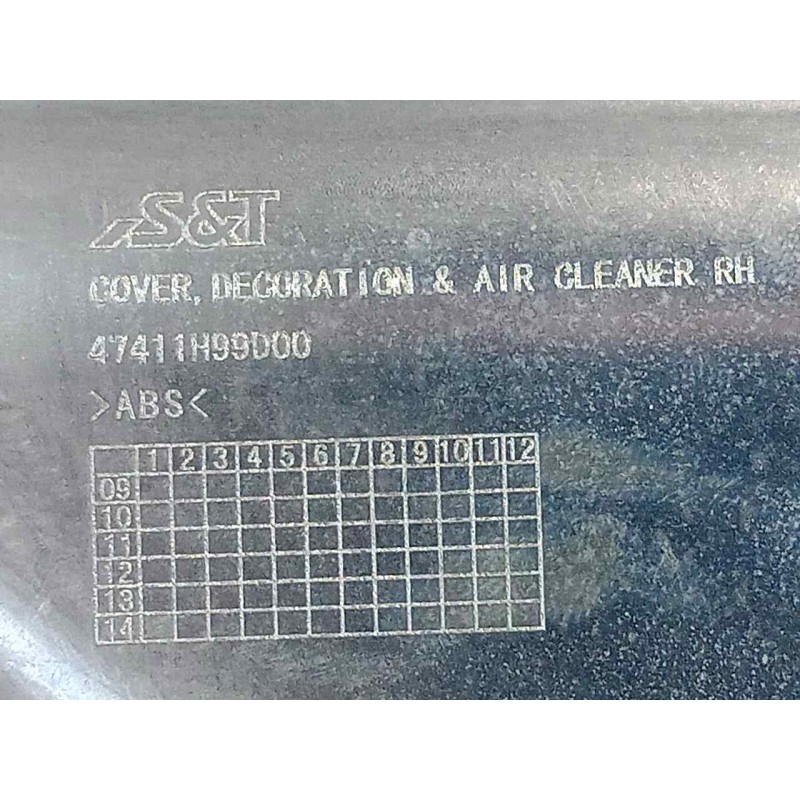 S&T
COVER, DECORATION & AIR CLEANER RH
47411H99D00
>ABS<
1 2 3 4 5 6 7 8 9 10 11 12
09
10
11
12
13
14